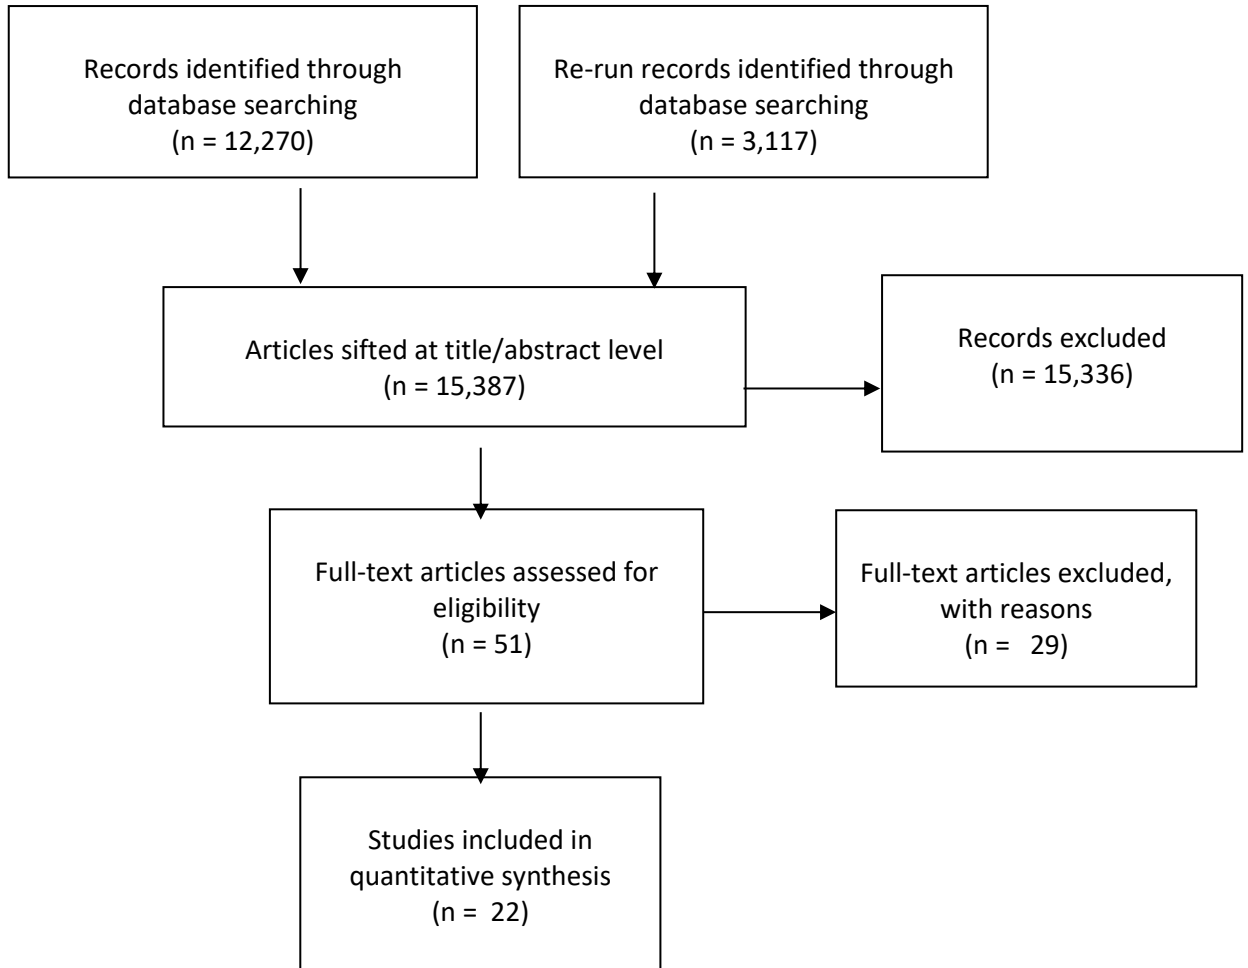 Records identified through
database searching
(n = 12,270)
Re-run records identified through
database searching
(n = 3,117)
Articles sifted at title/abstract level
(n = 15,387)
Records excluded
(n = 15,336)
Full-text articles assessed for
eligibility
(n = 51)
Full-text articles excluded,
with reasons
(n =   29)
Studies included in
quantitative synthesis
(n =  22)